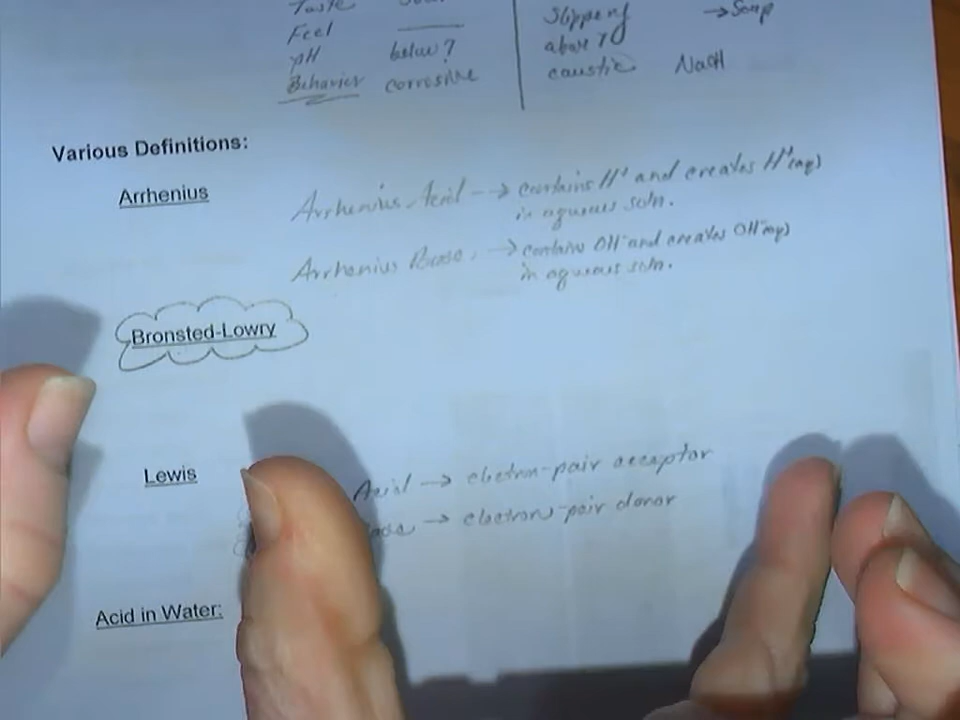 Taste Sour
Slippery → Soap
Feel
pH below 7 above 7
Behavior corrosive caustic NaOH
Various Definitions:
Arrhenius
Arrhenius Acid --> contains H+ and creates H+(aq)
in aqueous soln.
Arrhenius Base. -> contains OH- and creates OH-(aq)
in aqueous soln.
Bronsted-Lowry
Lewis
Acid → electron-pair acceptor
→ electron-pair donor
Acid in Water: